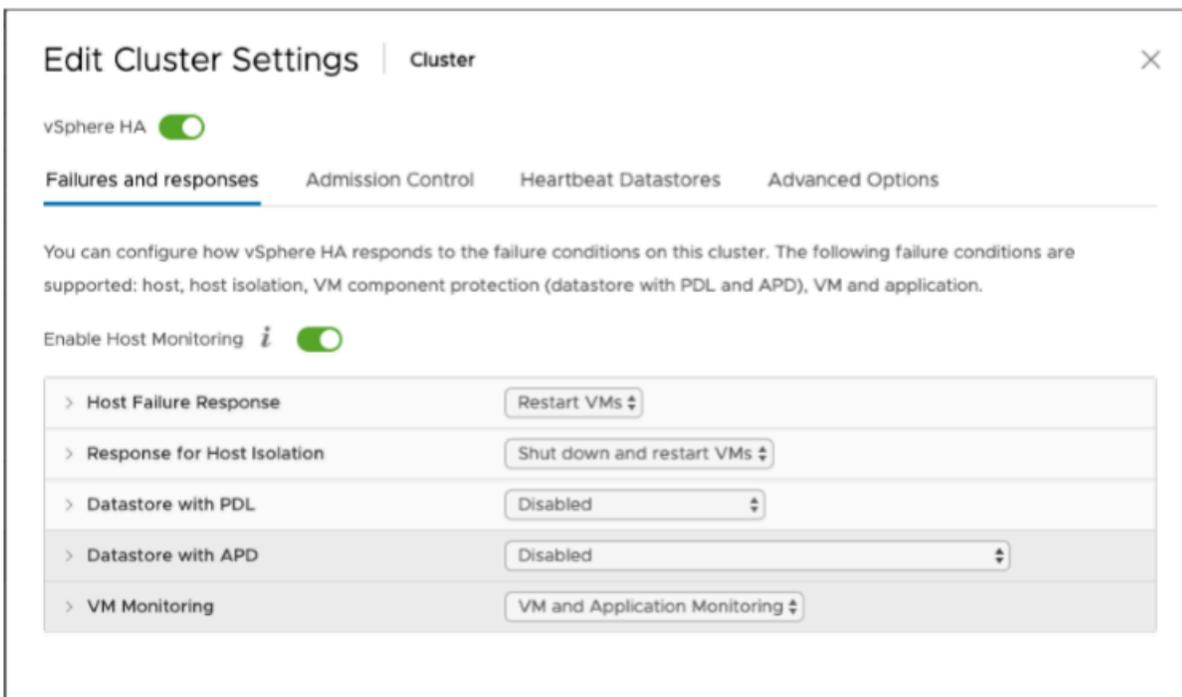 Edit Cluster Settings Cluster
vSphere HA
Failures and responses Admission Control Heartbeat Datastores Advanced Options
You can configure how vSphere HA responds to the failure conditions on this cluster. The following failure conditions are
supported: host, host isolation, VM component protection (datastore with PDL and APD), VM and application.
Enable Host Monitoring i
Host Failure Response Restart VMs
Response for Host Isolation Shut down and restart VMs
Datastore with PDL Disabled
Datastore with APD Disabled
VM Monitoring VM and Application Monitoring